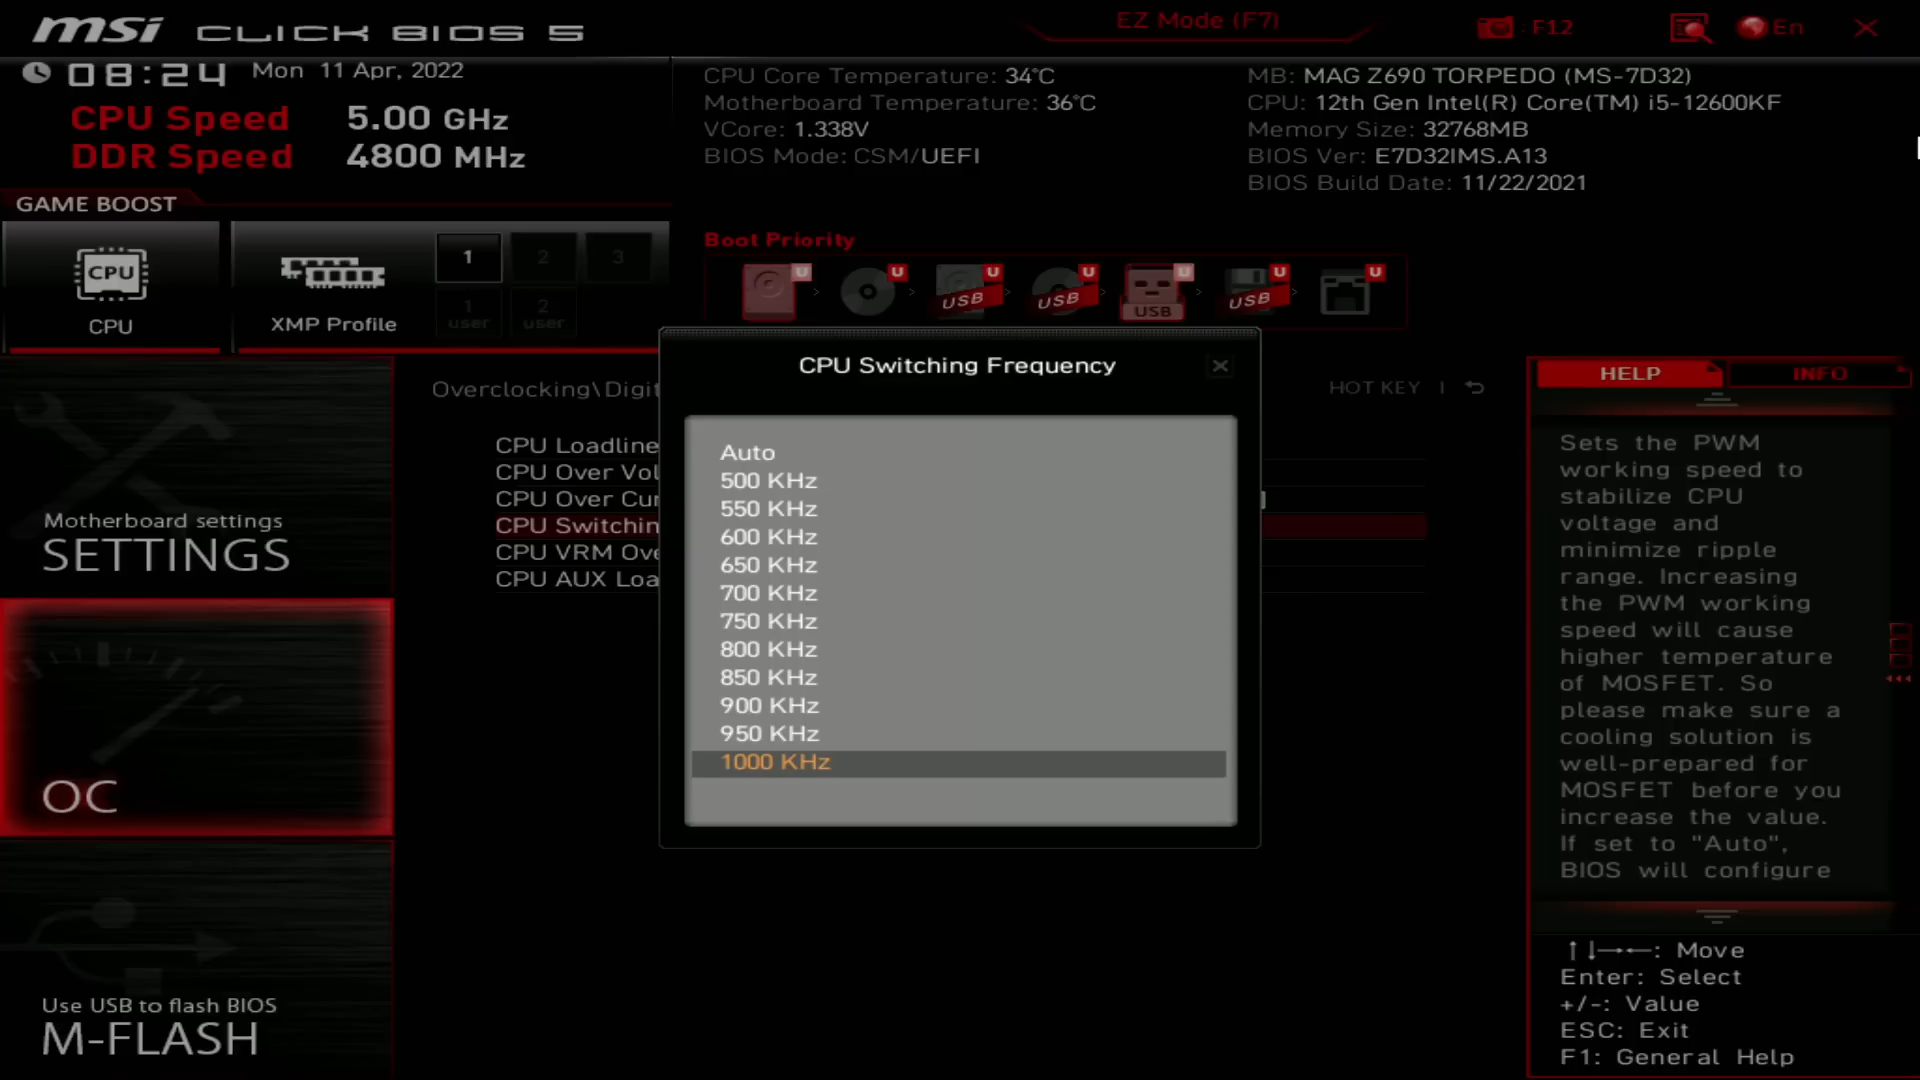 msi CLICK BIOS 5
EZ Mode (F7)
: F12
En
08:24 Mon 11 Apr, 2022
CPU Speed 5.00 GHz
DDR Speed 4800 MHz
CPU Core Temperature: 34°C
Motherboard Temperature: 36°C
VCore: 1.338V
BIOS Mode: CSM/UEFI
MB: MAG Z690 TORPEDO (MS-7D32)
CPU: 12th Gen Intel(R) Core(TM) i5-12600KF
Memory Size: 32768MB
BIOS Ver: E7D32IMS.A13
BIOS Build Date: 11/22/2021
GAME BOOST
CPU
CPU
XMP Profile
1 2 3
1 user
2 user
Boot Priority
U U U U U U U
USB USB USB USB
Overclocking\Digit
HOT KEY |
CPU Loadline
CPU Over Vol
CPU Over Cur
CPU Switchin
CPU VRM Ove
CPU AUX Loa
CPU Switching Frequency
Auto
500 KHz
550 KHz
600 KHz
650 KHz
700 KHz
750 KHz
800 KHz
850 KHz
900 KHz
950 KHz
1000 KHz
Motherboard settings
SETTINGS
OC
Use USB to flash BIOS
M-FLASH
HELP
INFO
Sets the PWM
working speed to
stabilize CPU
voltage and
minimize ripple
range. Increasing
the PWM working
speed will cause
higher temperature
of MOSFET. So
please make sure a
cooling solution is
well-prepared for
MOSFET before you
increase the value.
If set to "Auto",
BIOS will configure
↑↓→←: Move
Enter: Select
+/-: Value
ESC: Exit
F1: General Help